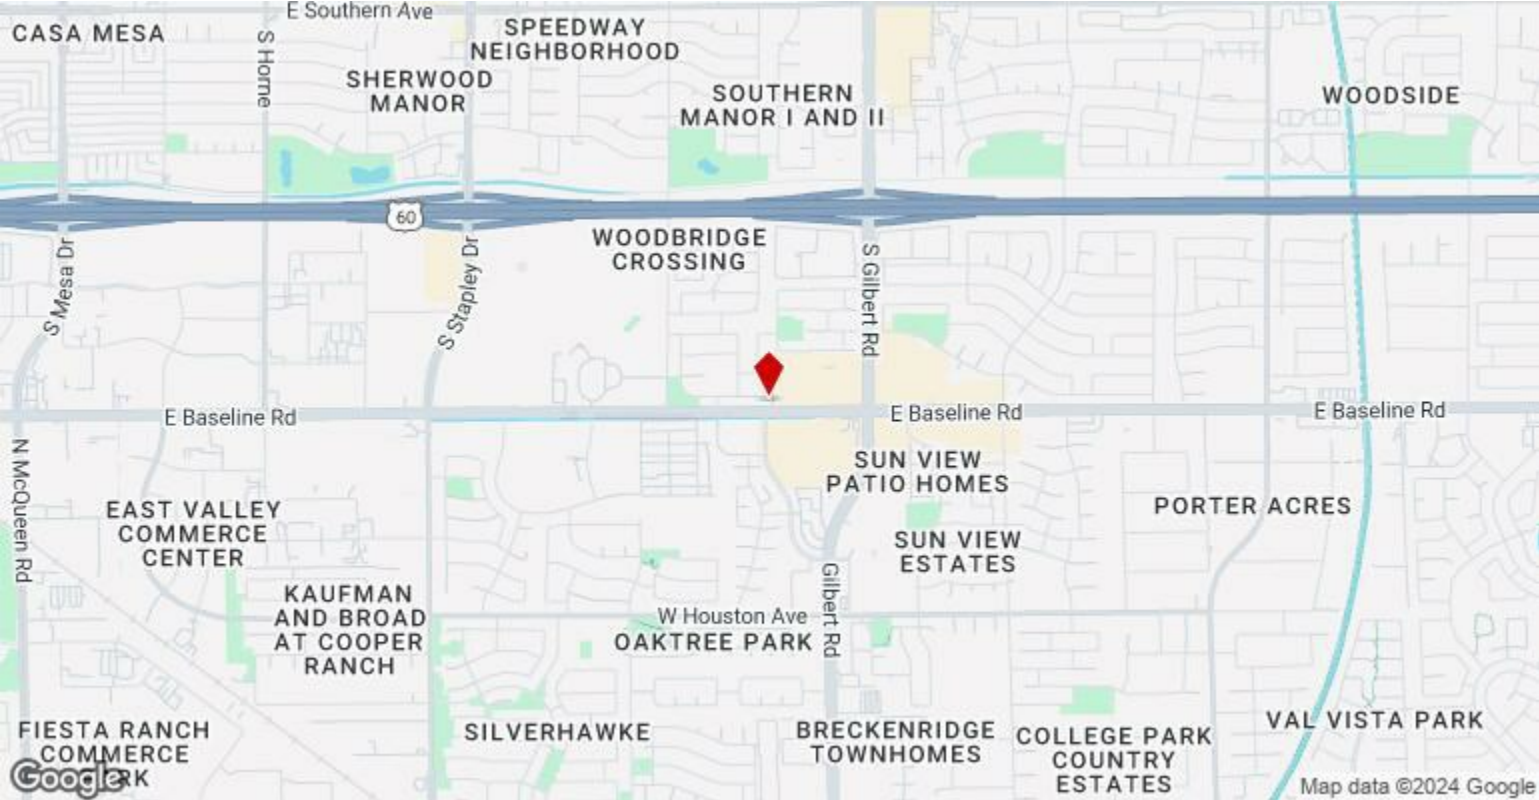 E Southern Ave
CASA MESA
S Horne
SPEEDWAY
NEIGHBORHOOD
SHERWOOD
MANOR
SOUTHERN
MANOR I AND II
WOODSIDE
60
WOODBRIDGE
CROSSING
S Mesa Dr
S Stapley Dr
S Gilbert Rd
E Baseline Rd
E Baseline Rd
E Baseline Rd
N McQueen Rd
SUN VIEW
PATIO HOMES
EAST VALLEY
COMMERCE
CENTER
PORTER ACRES
SUN VIEW
ESTATES
KAUFMAN
AND BROAD
AT COOPER
RANCH
Gilbert Rd
W Houston Ave
OAKTREE PARK
FIESTA RANCH
COMMERCE
RK
SILVERHAWKE
BRECKENRIDGE
TOWNHOMES
COLLEGE PARK
COUNTRY
ESTATES
VAL VISTA PARK
Google
Map data ©2024 Google